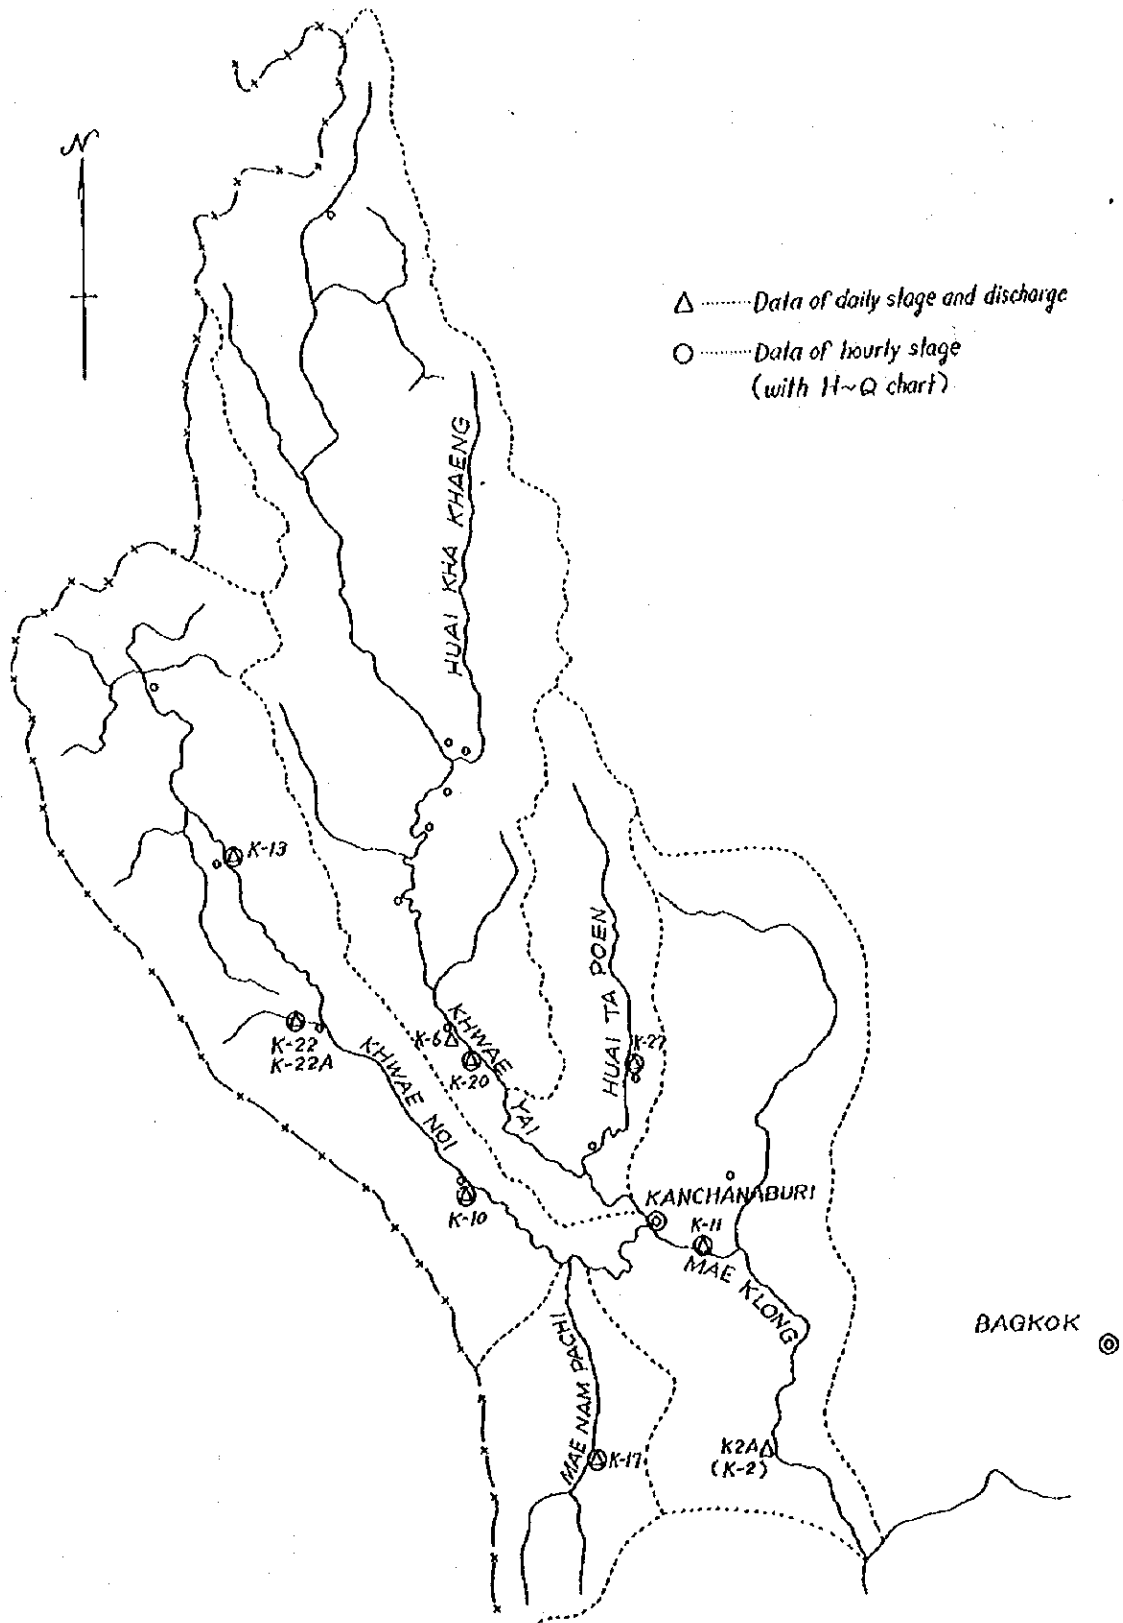 N
Data of daily stage and discharge
Data of hourly stage
(with H~Q chart)
HUAI KHA KHAENG
K-13
HUAI TA POEN
K-22
K-22A
KHWAE NOI
K-6
KHWAE YAI
K-20
K-27
K-10
KANCHANABURI
K-11
MAE KLONG
BAGKOK
MAE NAM PACHI
K-17
K2A
(K-2)